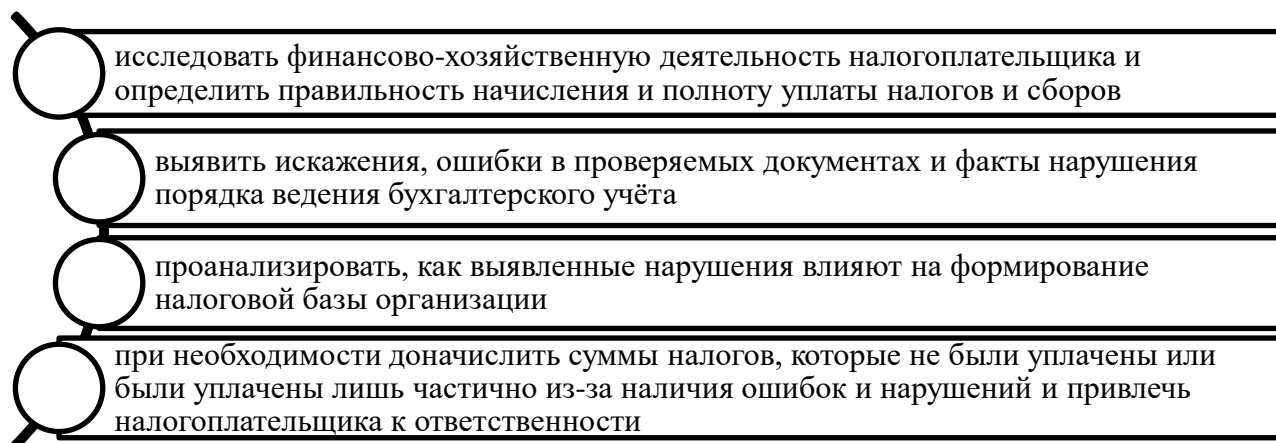 исследовать финансово-хозяйственную деятельность налогоплательщика и
определить правильность начисления и полноту уплаты налогов и сборов
выявить искажения, ошибки в проверяемых документах и факты нарушения
порядка ведения бухгалтерского учёта
проанализировать, как выявленные нарушения влияют на формирование
налоговой базы организации
при необходимости доначислить суммы налогов, которые не были уплачены или
были уплачены лишь частично из-за наличия ошибок и нарушений и привлечь
налогоплательщика к ответственности